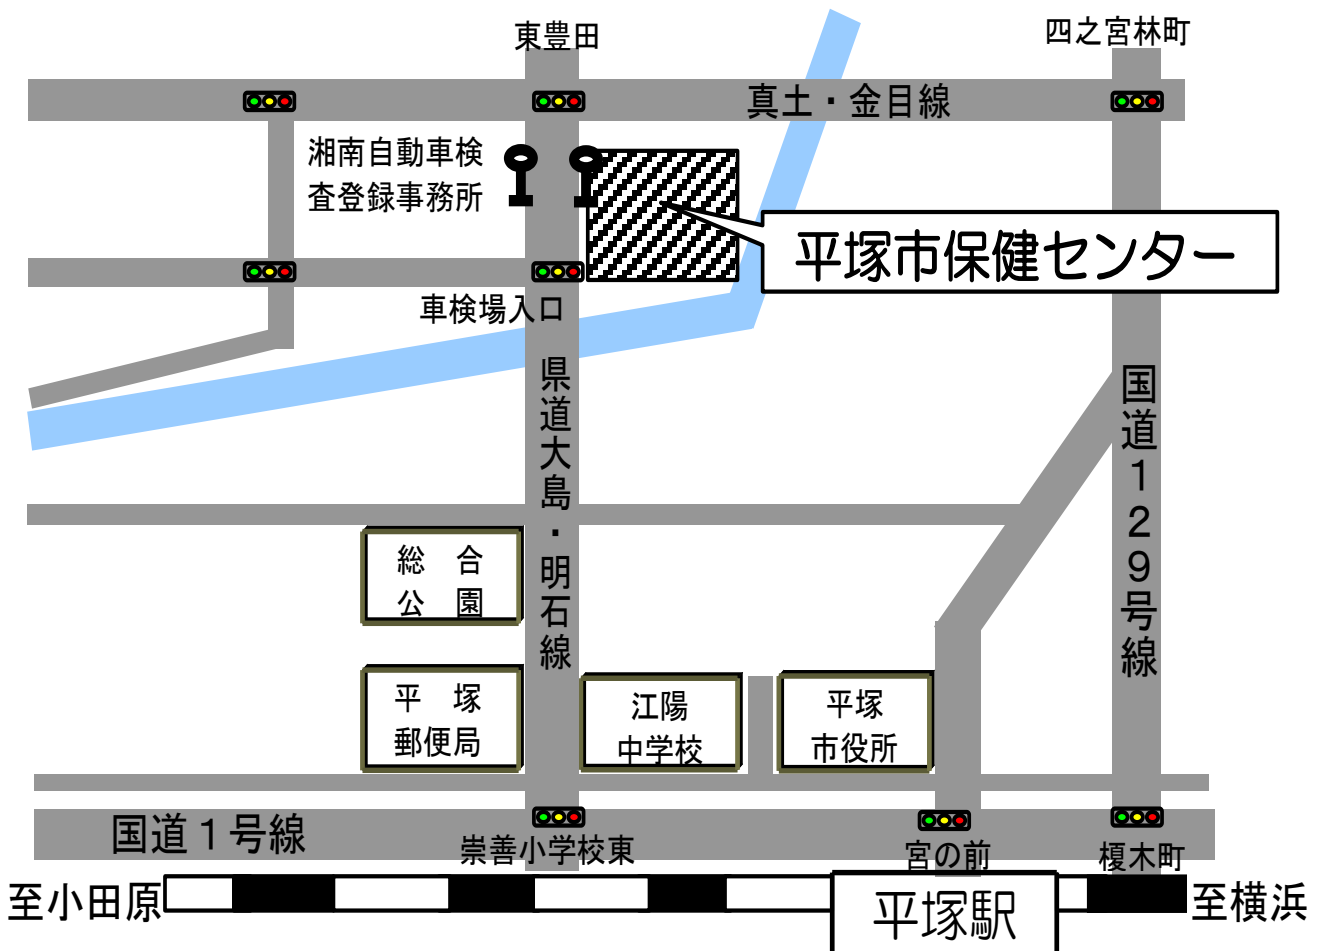 東豊田
四之宮林町
真土・金目線
湘南自動車検
査登録事務所
平塚市保健センター
車検場入口
県道大島・明石線
国道129号線
総　合
公　園
平　塚
郵便局
江陽
中学校
平塚
市役所
国道1号線
崇善小学校東
宮の前
榎木町
至小田原
平塚駅
至横浜